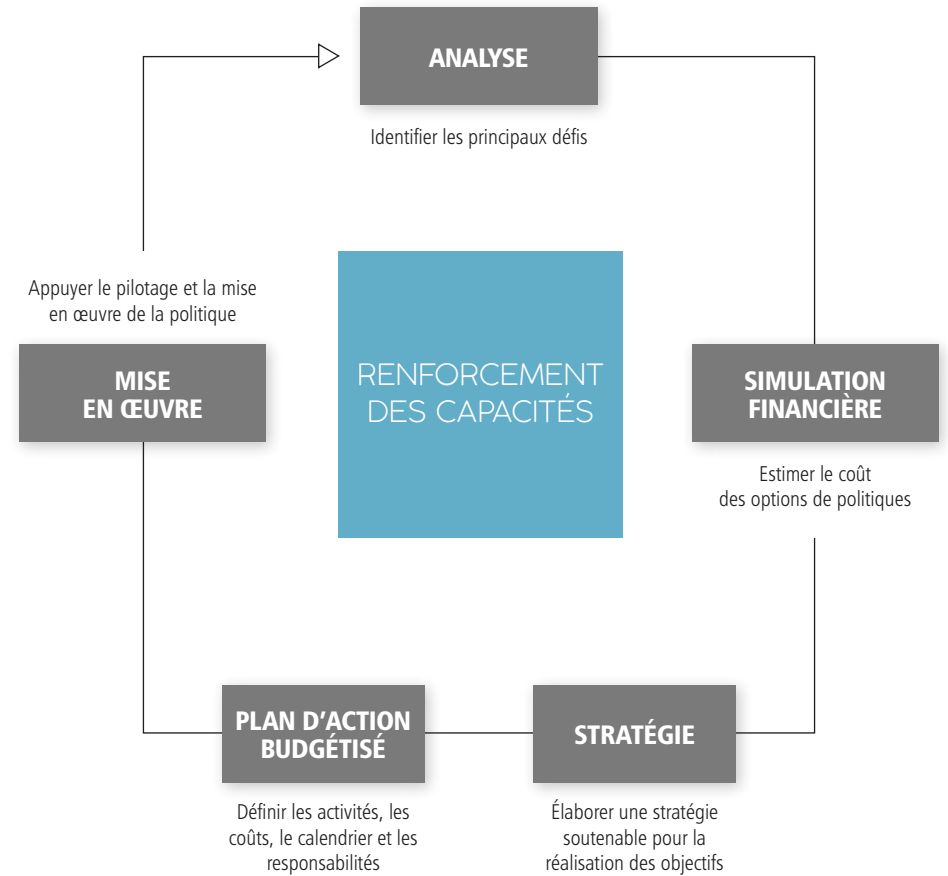 ANALYSE
Identifier les principaux défis
Appuyer le pilotage et la mise
en œuvre de la politique
MISE
EN ŒUVRE
RENFORCEMENT
DES CAPACITÉS
SIMULATION
FINANCIÈRE
Estimer le coût
des options de politiques
PLAN D’ACTION
BUDGÉTISÉ
Définir les activités, les
coûts, le calendrier et les
responsabilités
STRATÉGIE
Élaborer une stratégie
soutenable pour la
réalisation des objectifs